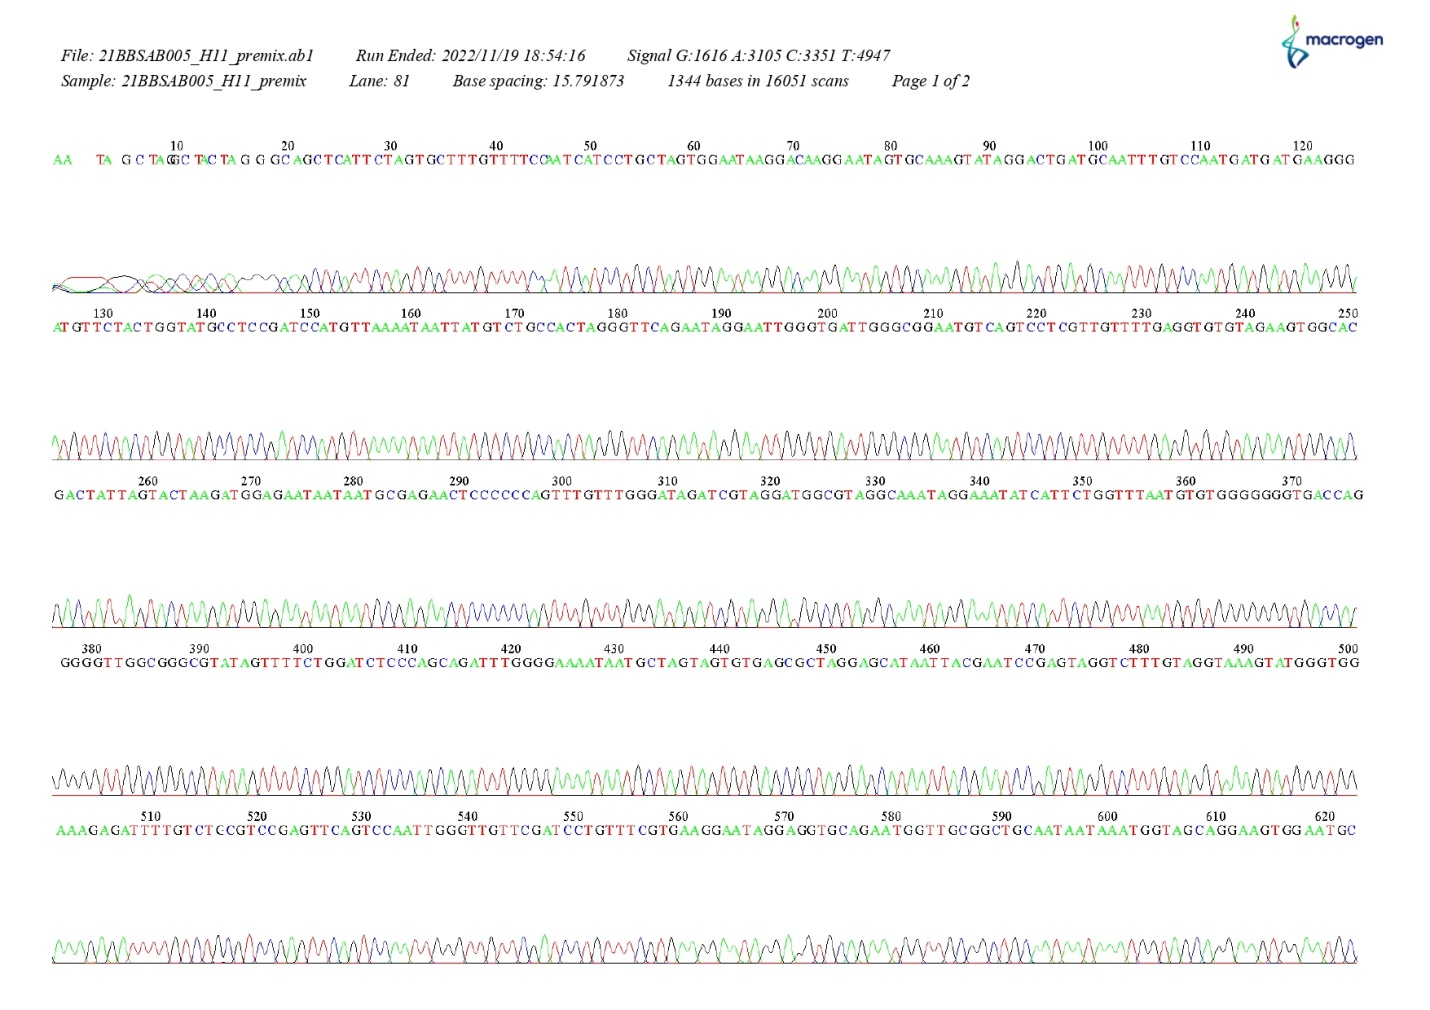 macrogen
File: 21BBSAB005_H11_premix.ab1 Run Ended: 2022/11/19 18:54:16 Signal G:1616 A:3105 C:3351 T:4947
Sample: 21BBSAB005_H11_premix Lane: 81 Base spacing: 15.791873 1344 bases in 16051 scans Page 1 of 2
10 20 30 40 50 60 70 80 90 100 110 120
AA TA GCTAGGCTACTAGGGCAGCTCATTCTAGTGCTTTGTTTTCCAATCATCCTGCTAGTGGAATAAGGACAAGGAATAGTGCAAAGTATAGGACTGATGCAATTTGTCCAATGATGATGAAGGG
130 140 150 160 170 180 190 200 210 220 230 240 250
ATGTTCTACTGGTATGCCTCCGATCCATGTTAAAATAATTATGTCTGCCACTAGGGTTCAGAATAGGAATTGGGTGATTGGGCGGAATGTCAGTCCTCGTTGTTTTGAGGTGTGTAGAAGTGGCAC
260 270 280 290 300 310 320 330 340 350 360 370
GACTATTAGTACTAAGATGGAGAATAATAATGCGAGAACTCCCCCCAGTTTGTTTGGGATAGATCGTAGGATGGCGTAGGCAAATAGGAAATATCATTCTGGTTTAATGTGTGGGGGGGTGACCAG
380 390 400 410 420 430 440 450 460 470 480 490 500
GGGGTTGGCGGGCGTATAGTTTTCTGGATCTCCCAGCAGATTTGGGGAAAATAATGCTAGTAGTGTGAGCGCTAGGAGCATAATTACGAATCCGAGTAGGTCTTTGTAGGTAAAGTATGGGTGG
510 520 530 540 550 560 570 580 590 600 610 620
AAAGAGATTTTGTCTGCGTCCGAGTTCAGTCCAATTGGGTTGTTCGATCCTGTTTCGTGAAGGAATAGGAGGTGCAGAATGGTTGCGGCTGCAATAATAAATGGTAGCAGGAAGTGGAATGC